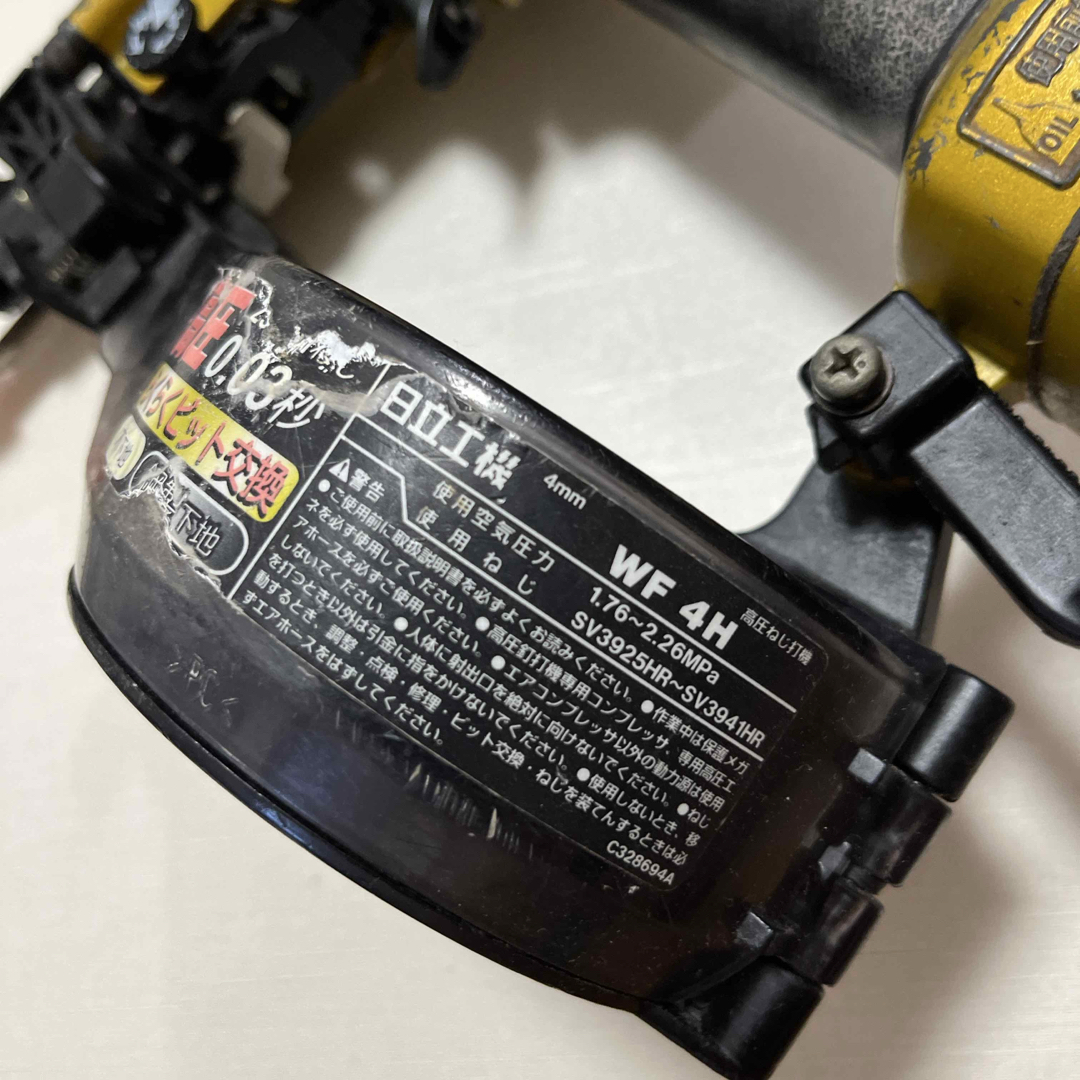 0.03秒
らくビット交換
下地
日立工機 4mm WF 4H 高圧ねじ打機
使用空気圧力 1.76~2.26MPa
使用ねじ SV3925HR~SV3941HR
⚠警告
●ご使用前に取扱説明書を必ずよくお読みください。●作業中は保護メガ
ネを必ず使用してください。●高圧釘打機専用コンプレッサ、専用高圧エ
アホースを必ずご使用ください。●エアコンプレッサ以外の動力源は使用
しないでください。●人体に射出口を絶対に向けないでください。●ねじ
を打つとき以外は引金に指をかけないでください。●使用しないとき、移
動するとき、調整・点検・修理・ビット交換・ねじを装てんするときは必
ずエアホースをはずしてください。
C328694A
OIL